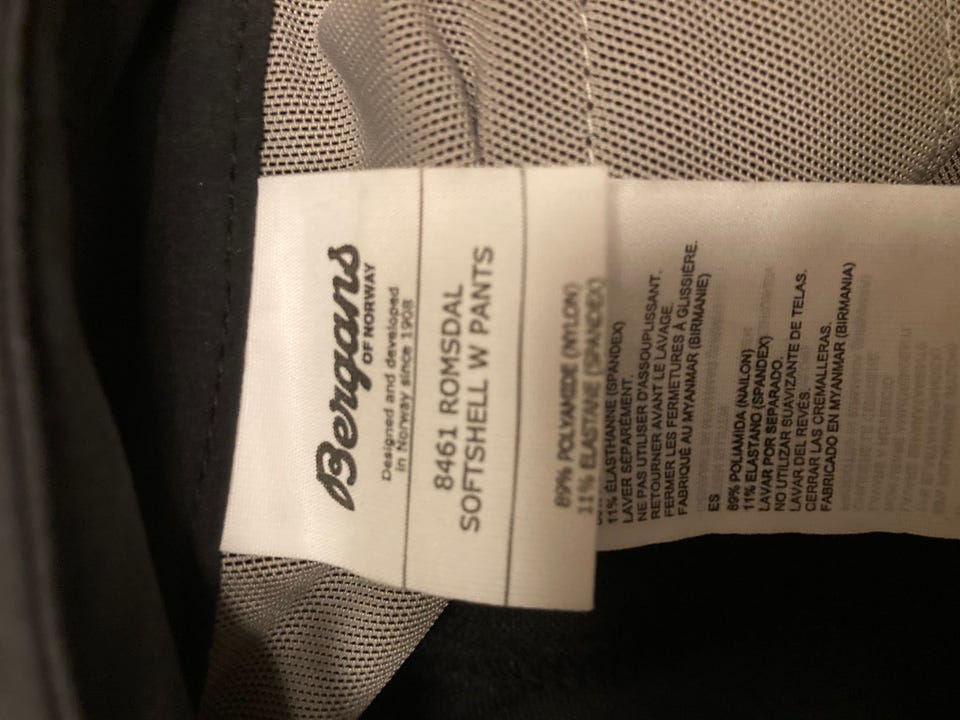 Bergans
OF NORWAY
Designed and developed
in Norway since 1908
8461 ROMSDAL
SOFTSHELL W PANTS
89% POLYAMIDE (NYLON)
11% ELASTANE (SPANDEX)
11% ÉLASTHANNE (SPANDEX)
LAVER SÉPARÉMENT.
NE PAS UTILISER D'ASSOUPLISSANT.
RETOURNER AVANT LE LAVAGE.
FERMER LES FERMETURES À GLISSIÈRE.
FABRIQUÉ AU MYANMAR (BIRMANIE)
ES
89% POLIAMIDA (NAILON)
11% ELASTANO (SPANDEX)
LAVAR POR SEPARADO.
NO UTILIZAR SUAVIZANTE DE TELAS.
LAVAR DEL REVÉS.
CERRAR LAS CREMALLERAS.
FABRICADO EN MYANMAR (BIRMANIA)